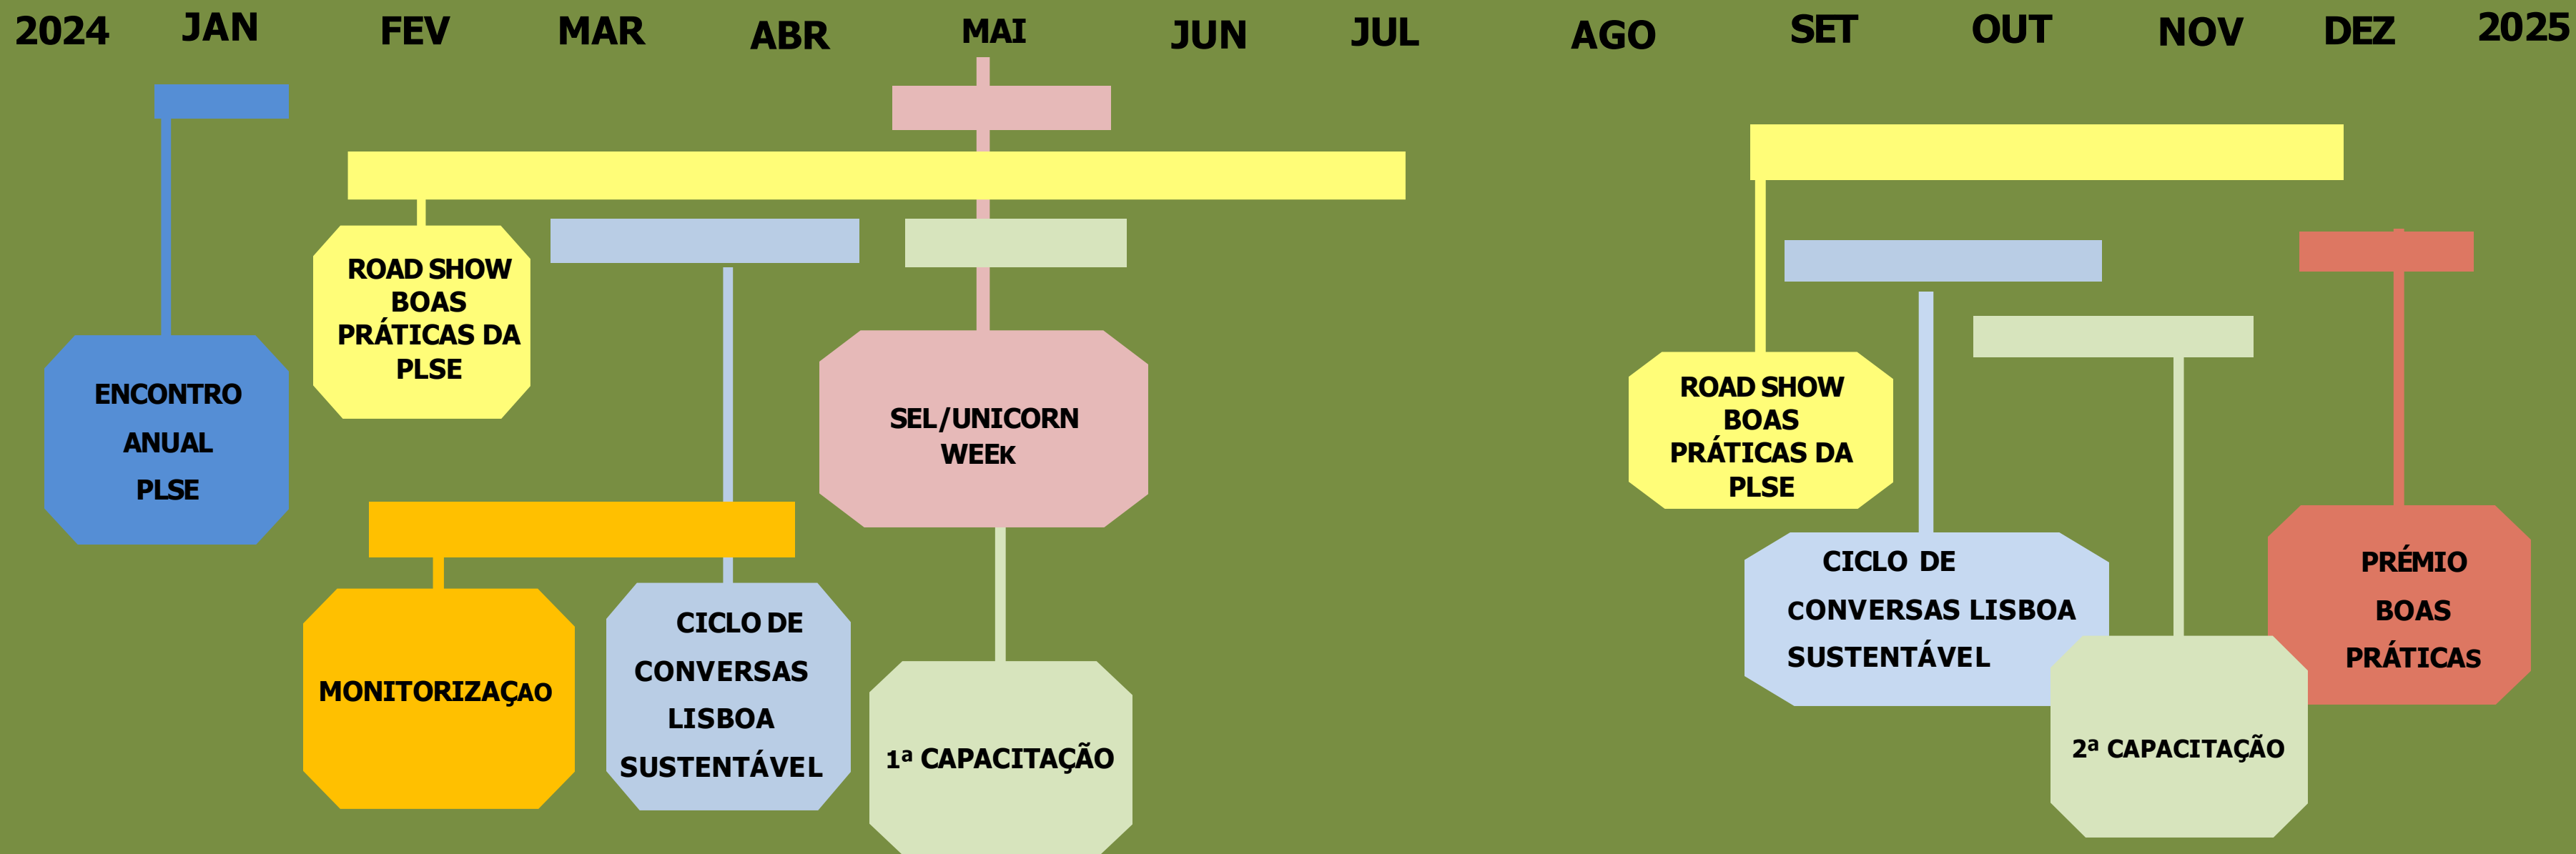 2024 JAN FEV MAR ABR MAI JUN JUL AGO SET OUT NOV DEZ 2025
ROAD SHOW
BOAS
PRÁTICAS DA
PLSE
ENCONTRO
ANUAL
PLSE
SEL/UNICORN
WEEK
ROAD SHOW
BOAS
PRÁTICAS DA
PLSE
MONITORIZAÇAO
CICLO DE
CONVERSAS
LISBOA
SUSTENTÁVEL
1ª CAPACITAÇÃO
CICLO DE
CONVERSAS LISBOA
SUSTENTÁVEL
2ª CAPACITAÇÃO
PRÉMIO
BOAS
PRÁTICAS